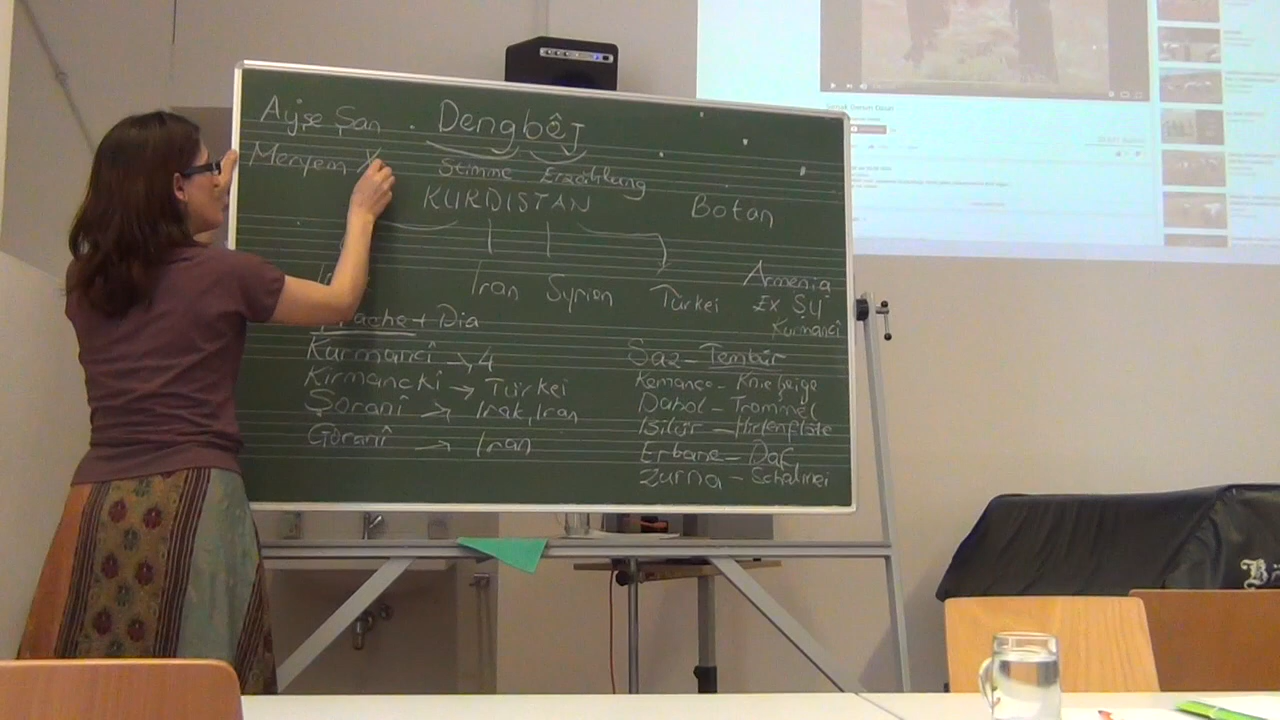 Ayşe Şan . Dengbêj
Meryem X
Stimme Erzählung
KURDISTAN
Botan
Iran Syrien Türkei
Armenia
Ex SU
Kurmancî
Sprache + Dia
Kurmancî → 4
Kirmanckî → Türkei
Soranî → Irak, Iran
Goranî → Iran
Saz - Tembûr
Kemançe - Kniegeige
Dahol - Trommel
Bilûr - Hirtenflöte
Erbane - Daf
Zurna - Schalmei